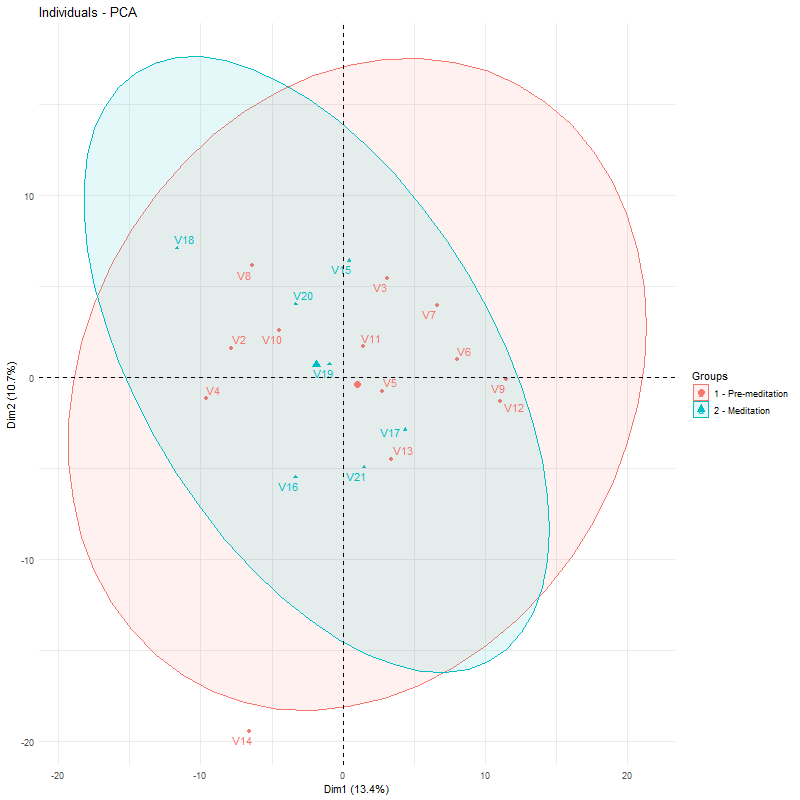 Individuals - PCA
10
0
-10
-20
Dim2 (10.7%)
V18
V8
V15
V20
V3
V7
V2
V10
V11
V6
V19
V5
V4
V9
V12
V17
V13
V16
V21
V14
-20
-10
0
10
20
Dim1 (13.4%)
Groups
1 - Pre-meditation
2 - Meditation